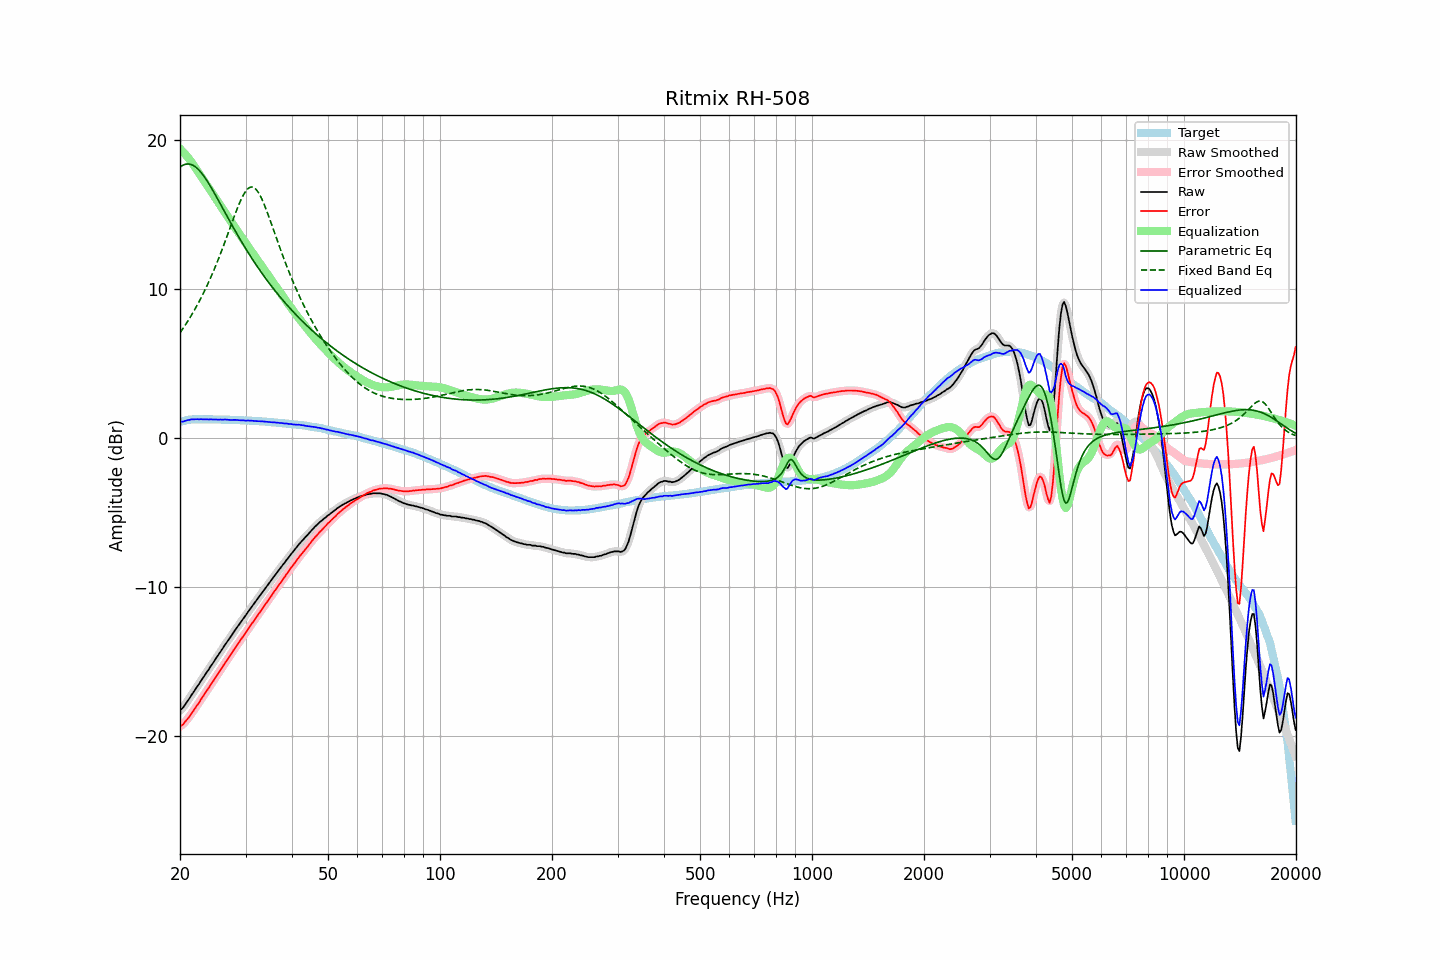 Ritmix RH-508
Target
Raw Smoothed
Error Smoothed
Raw
Error
Equalization
Parametric Eq
Fixed Band Eq
Equalized
Amplitude (dBr)
20
10
0
−10
−20
20
50
100
200
500
1000
2000
5000
10000
20000
Frequency (Hz)